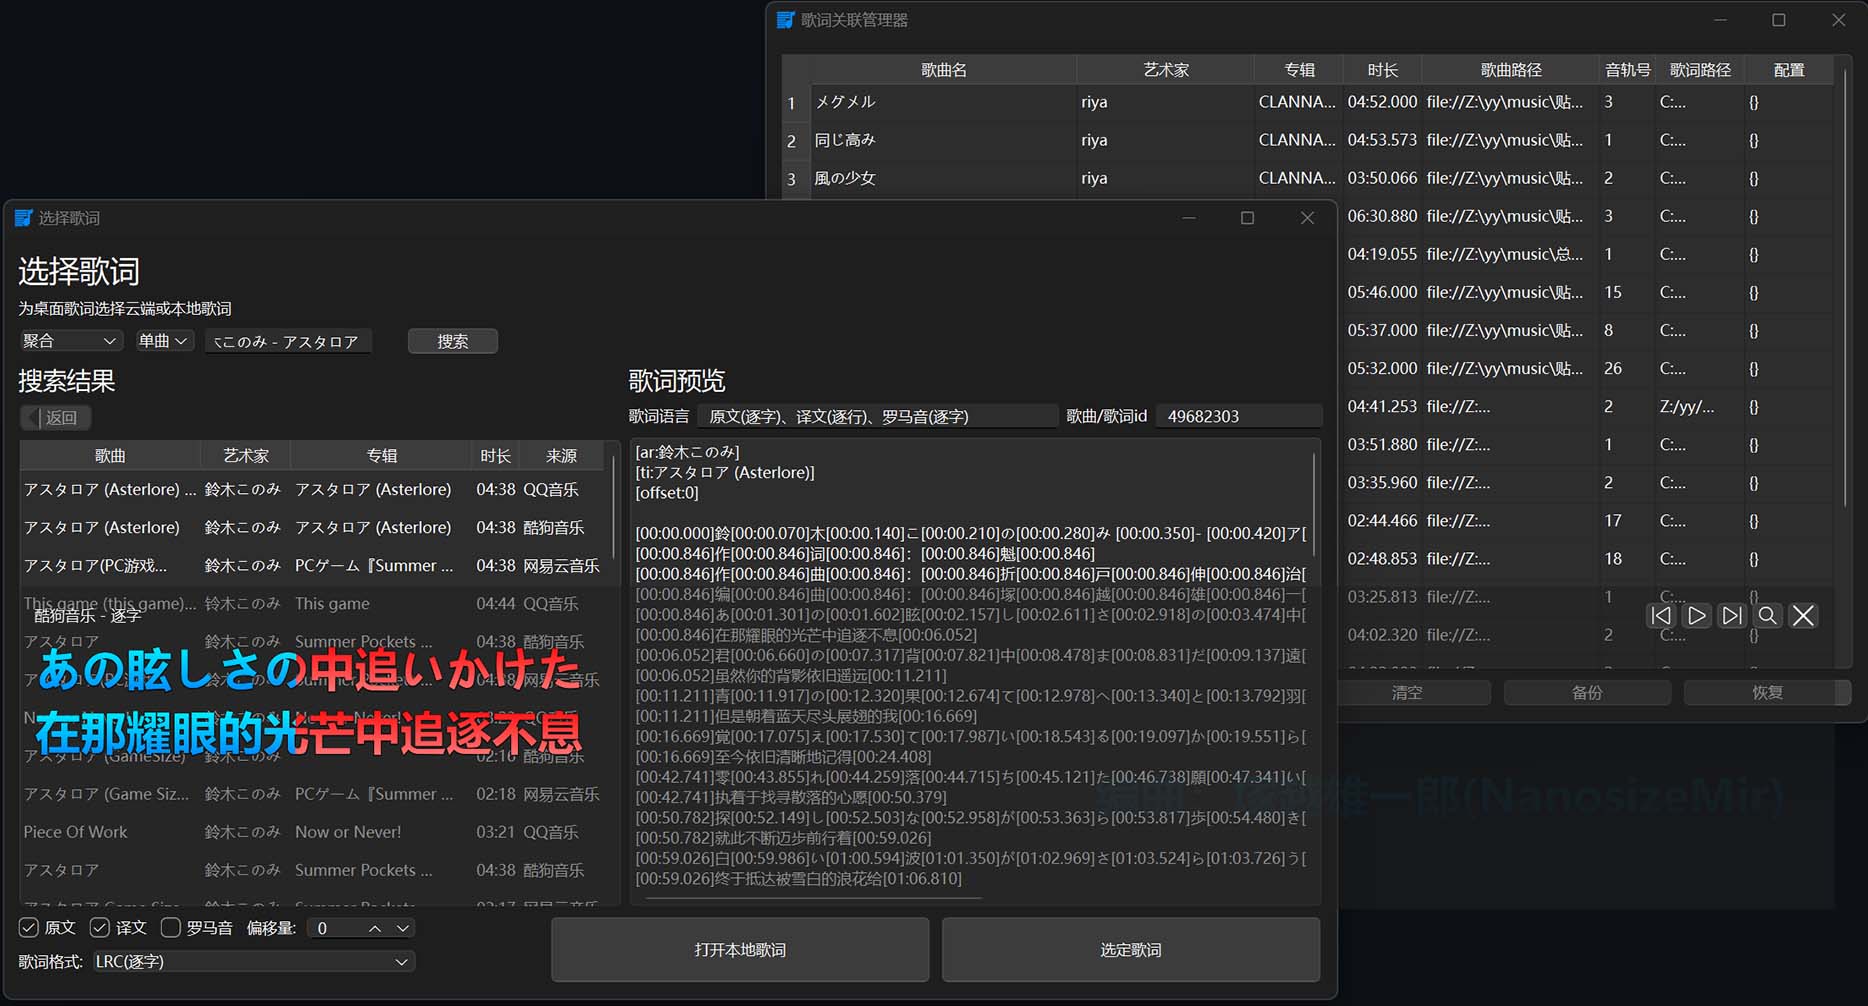 歌词关联管理器
歌曲名 艺术家 专辑 时长 歌曲路径 音轨号 歌词路径 配置
1 メグメル riya CLANNA... 04:52.000 file://Z:\yy\music\贴... 3 C:... {}
2 同じ高み riya CLANNA... 04:53.573 file://Z:\yy\music\贴... 1 C:... {}
3 風の少女 riya CLANNA... 03:50.066 file://Z:\yy\music\贴... 2 C:... {}
06:30.880 file://Z:\yy\music\贴... 3 C:... {}
04:19.055 file://Z:\yy\music\总... 1 C:... {}
05:46.000 file://Z:\yy\music\贴... 15 C:... {}
05:37.000 file://Z:\yy\music\贴... 8 C:... {}
05:32.000 file://Z:\yy\music\贴... 26 C:... {}
04:41.253 file://Z:... 2 Z:/yy/... {}
03:51.880 file://Z:... 1 C:... {}
03:35.960 file://Z:... 2 C:... {}
02:44.466 file://Z:... 17 C:... {}
02:48.853 file://Z:... 18 C:... {}
03:25.813 file://Z:... 1 C:... {}
04:02.320 file://Z:... 2 C:... {}
清空 备份 恢复
选择歌词
选择歌词
为桌面歌词选择云端或本地歌词
聚合 单曲 このみ - アスタロア 搜索
搜索结果
返回
歌曲 艺术家 专辑 时长 来源
アスタロア (Asterlore) ... 鈴木このみ アスタロア (Asterlore) 04:38 QQ音乐
アスタロア (Asterlore) 鈴木このみ アスタロア (Asterlore) 04:38 酷狗音乐
アスタロア(PC游戏... 鈴木このみ PCゲーム『Summer ... 04:38 网易云音乐
This game (this game)... 铃木このみ This game 04:44 QQ音乐
酷狗音乐 - 逐字
アスタロア 鈴木このみ Summer Pockets ... 04:38 酷狗音乐
あの眩しさの中追いかけた
在那耀眼的光芒中追逐不息
アスタロア (GameSize) 鈴木このみ 02:16 酷狗音乐
アスタロア (Game Siz... 鈴木このみ PCゲーム『Summer ... 02:18 网易云音乐
Piece Of Work 鈴木このみ Now or Never! 03:21 QQ音乐
アスタロア 鈴木このみ Summer Pockets ... 04:38 酷狗音乐
歌词预览
歌词语言 原文(逐字)、译文(逐行)、罗马音(逐字) 歌曲/歌词id 49682303
[ar:鈴木このみ]
[ti:アスタロア (Asterlore)]
[offset:0]
[00:00.000]鈴[00:00.070]木[00:00.140]こ[00:00.210]の[00:00.280]み [00:00.350]- [00:00.420]ア[
[00:00.846]作[00:00.846]词[00:00.846]：[00:00.846]魁[00:00.846]
[00:00.846]作[00:00.846]曲[00:00.846]：[00:00.846]折[00:00.846]戸[00:00.846]伸[00:00.846]治[
[00:00.846]编[00:00.846]曲[00:00.846]：[00:00.846]塚[00:00.846]越[00:00.846]雄[00:00.846]一[
[00:00.846]あ[00:01.301]の[00:01.602]眩[00:02.157]し[00:02.611]さ[00:02.918]の[00:03.474]中[
[00:00.846]在那耀眼的光芒中追逐不息[00:06.052]
[00:06.052]君[00:06.660]の[00:07.317]背[00:07.821]中[00:08.478]ま[00:08.831]だ[00:09.137]遠[
[00:06.052]虽然你的背影依旧遥远[00:11.211]
[00:11.211]青[00:11.917]の[00:12.320]果[00:12.674]て[00:12.978]へ[00:13.340]と[00:13.792]羽[
[00:11.211]但是朝着蓝天尽头展翅的我[00:16.669]
[00:16.669]覚[00:17.075]え[00:17.530]て[00:17.987]い[00:18.543]る[00:19.097]か[00:19.551]ら[
[00:16.669]至今依旧清晰地记得[00:24.408]
[00:42.741]零[00:43.855]れ[00:44.259]落[00:44.715]ち[00:45.121]た[00:46.738]願[00:47.341]い[
[00:42.741]执着于找寻散落的心愿[00:50.379]
[00:50.782]探[00:52.149]し[00:52.503]な[00:52.958]が[00:53.363]ら[00:53.817]歩[00:54.480]き[
[00:50.782]就此不断迈步前行着[00:59.026]
[00:59.026]白[00:59.986]い[01:00.594]波[01:01.350]が[01:02.969]さ[01:03.524]ら[01:03.726]う[
[00:59.026]终于抵达被雪白的浪花给[01:06.810]
雄一郎(NanosizeMir)
原文 译文 罗马音 偏移量: 0
歌词格式: LRC(逐字)
打开本地歌词 选定歌词